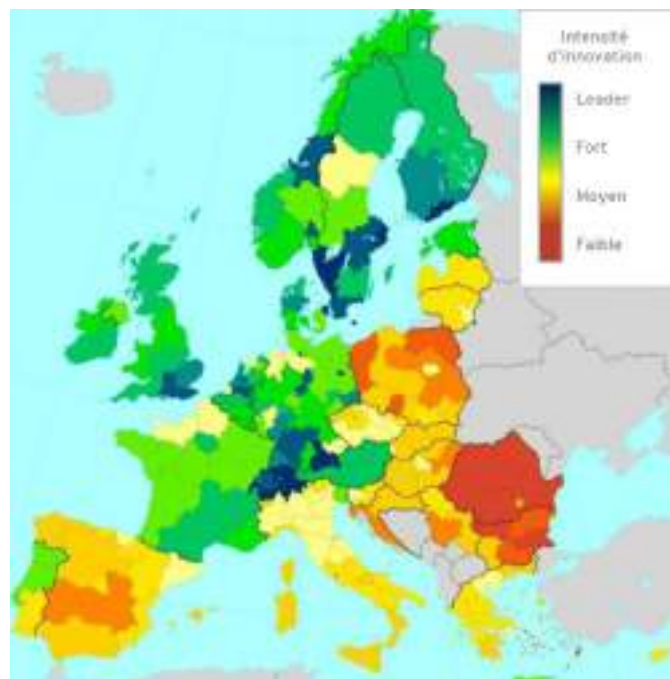 Intensité
d'innovation
Leader
Fort
Moyen
Faible